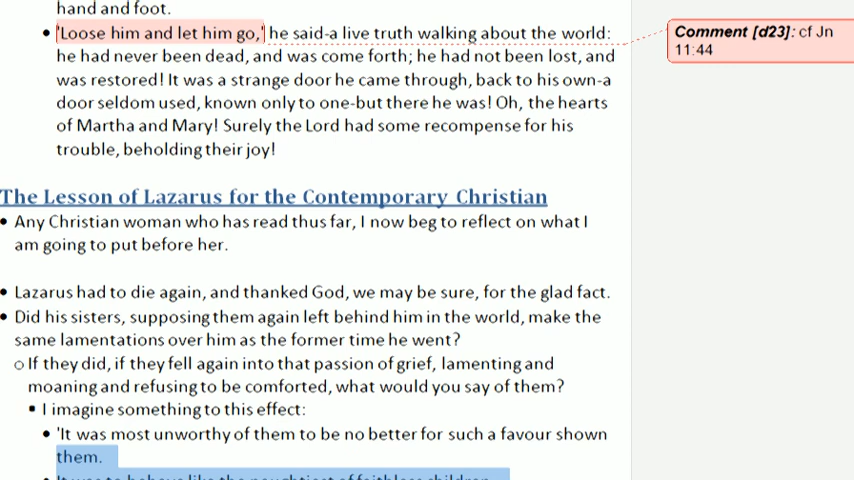 hand and foot.
• 'Loose him and let him go,' he said-a live truth walking about the world:
he had never been dead, and was come forth; he had not been lost, and
was restored! It was a strange door he came through, back to his own-a
door seldom used, known only to one-but there he was! Oh, the hearts
of Martha and Mary! Surely the Lord had some recompense for his
trouble, beholding their joy!
Comment [d23]: cf Jn
11:44
The Lesson of Lazarus for the Contemporary Christian
• Any Christian woman who has read thus far, I now beg to reflect on what I
am going to put before her.
• Lazarus had to die again, and thanked God, we may be sure, for the glad fact.
• Did his sisters, supposing them again left behind him in the world, make the
same lamentations over him as the former time he went?
o If they did, if they fell again into that passion of grief, lamenting and
moaning and refusing to be comforted, what would you say of them?
▪ I imagine something to this effect:
• 'It was most unworthy of them to be no better for such a favour shown
them.